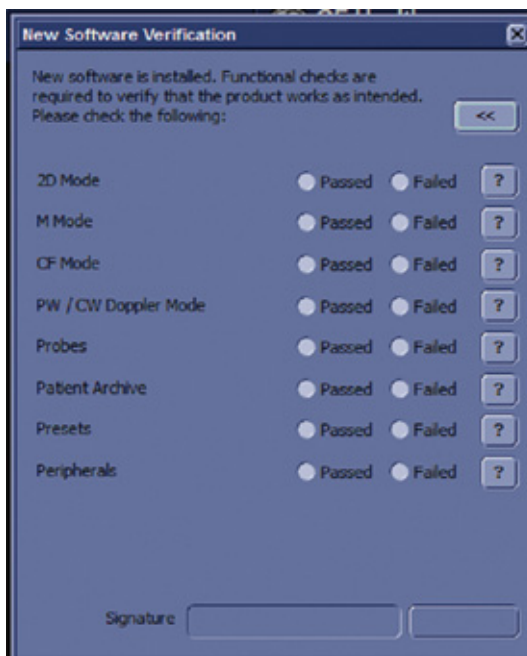 New Software Verification
New software is installed. Functional checks are
required to verify that the product works as intended.
Please check the following:
<<
2D Mode Passed Failed ?
M Mode Passed Failed ?
CF Mode Passed Failed ?
PW / CW Doppler Mode Passed Failed ?
Probes Passed Failed ?
Patient Archive Passed Failed ?
Presets Passed Failed ?
Peripherals Passed Failed ?
Signature